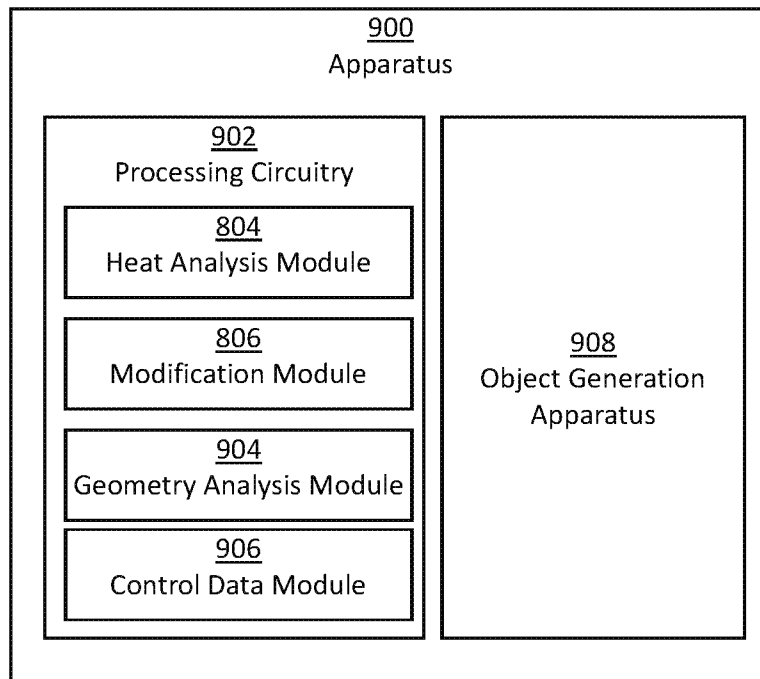 900
Apparatus
902
Processing Circuitry
804
Heat Analysis Module
806
Modification Module
904
Geometry Analysis Module
906
Control Data Module
908
Object Generation
Apparatus